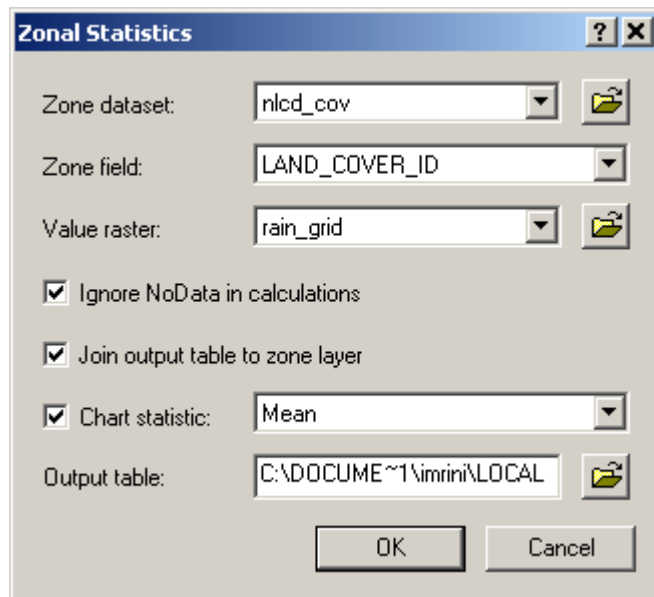 Zonal Statistics
Zone dataset: nlcd_cov
Zone field: LAND_COVER_ID
Value raster: rain_grid
Ignore NoData in calculations
Join output table to zone layer
Chart statistic: Mean
Output table: C:\DOCUME~1\imrini\LOCAL
OK Cancel